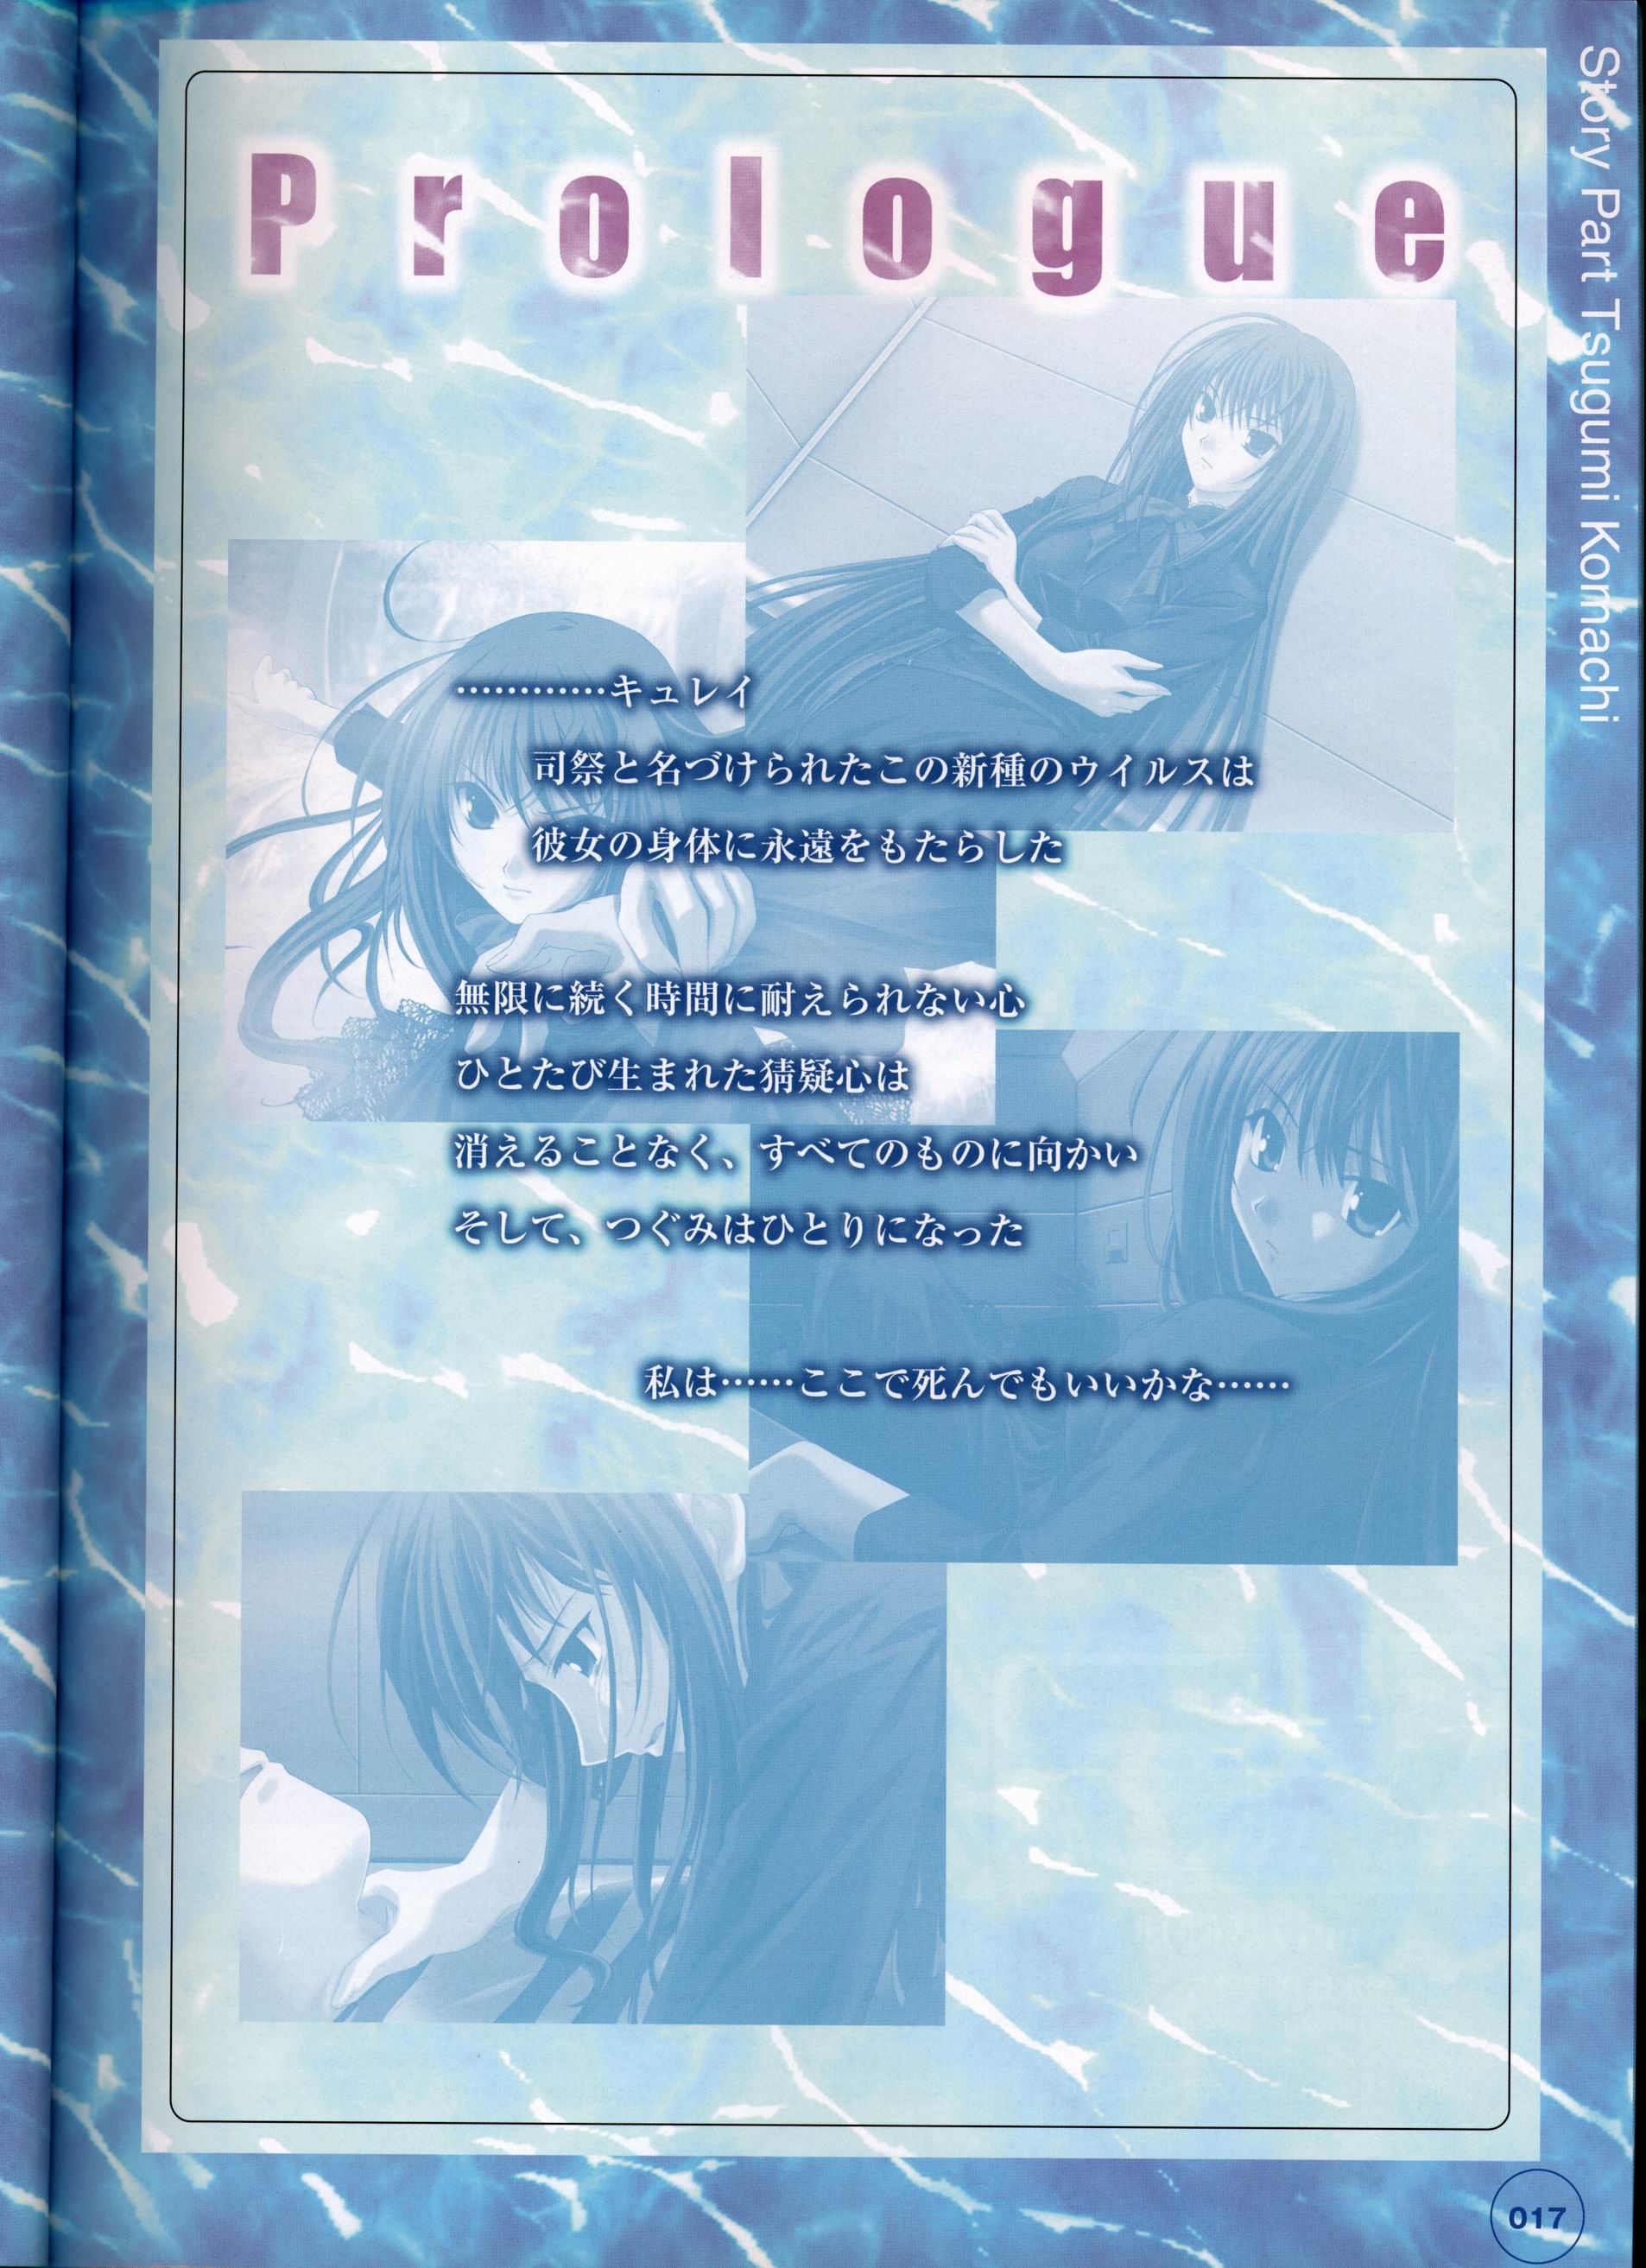 Prologue
…………キュレイ
司祭と名づけられたこの新種のウイルスは
彼女の身体に永遠をもたらした
無限に続く時間に耐えられない心
ひとたび生まれた猜疑心は
消えることなく、すべてのものに向かい
そして、つぐみはひとりになった
私は……ここで死んでもいいかな……
Story Part Tsugumi Komachi
017